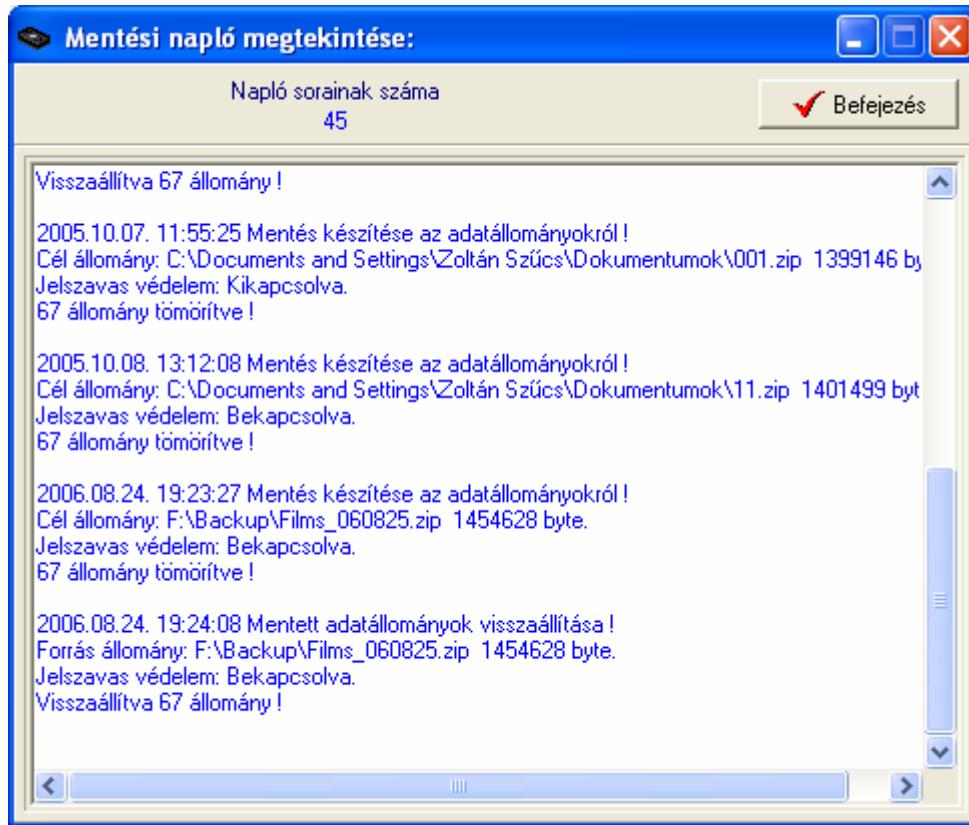 Mentési napló megtekintése:
Napló sorainak száma
45
Befejezés
Visszaállítva 67 állomány !
2005.10.07. 11:55:25 Mentés készítése az adatállományokról !
Cél állomány: C:\Documents and Settings\Zoltán Szűcs\Dokumentumok\001.zip  1399146 by
Jelszavas védelem: Kikapcsolva.
67 állomány tömörítve !
2005.10.08. 13:12:08 Mentés készítése az adatállományokról !
Cél állomány: C:\Documents and Settings\Zoltán Szűcs\Dokumentumok\11.zip  1401499 byt
Jelszavas védelem: Bekapcsolva.
67 állomány tömörítve !
2006.08.24. 19:23:27 Mentés készítése az adatállományokról !
Cél állomány: F:\Backup\Films_060825.zip  1454628 byte.
Jelszavas védelem: Bekapcsolva.
67 állomány tömörítve !
2006.08.24. 19:24:08 Mentett adatállományok visszaállítása !
Forrás állomány: F:\Backup\Films_060825.zip  1454628 byte.
Jelszavas védelem: Bekapcsolva.
Visszaállítva 67 állomány !